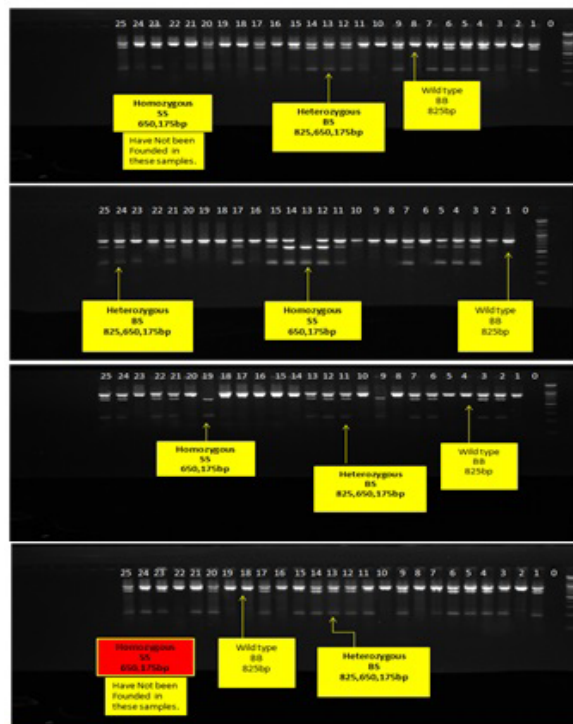 25 24 23 22 21 20 19 18 17 16 15 14 13 12 11 10 9 8 7 6 5 4 3 2 1 0
Homozygous
SS
650,175bp
Have Not been
Founded in
these samples.
Heterozygous
BS
825,650,175bp
Wild type
BB
825bp
25 24 23 22 21 20 19 18 17 16 15 14 13 12 11 10 9 8 7 6 5 4 3 2 1 0
Heterozygous
BS
825,650,175bp
Homozygous
SS
650,175bp
Wild type
BB
825bp
25 24 23 22 21 20 19 18 17 16 15 14 13 12 11 10 9 8 7 6 5 4 3 2 1 0
Homozygous
SS
650,175bp
Heterozygous
BS
825,650,175bp
Wild type
BB
825bp
25 24 23 22 21 20 19 18 17 16 15 14 13 12 11 10 9 8 7 6 5 4 3 2 1 0
Homozygous
SS
650,175bp
Have Not been
Founded in
these samples.
Wild type
BB
825bp
Heterozygous
BS
825,650,175bp